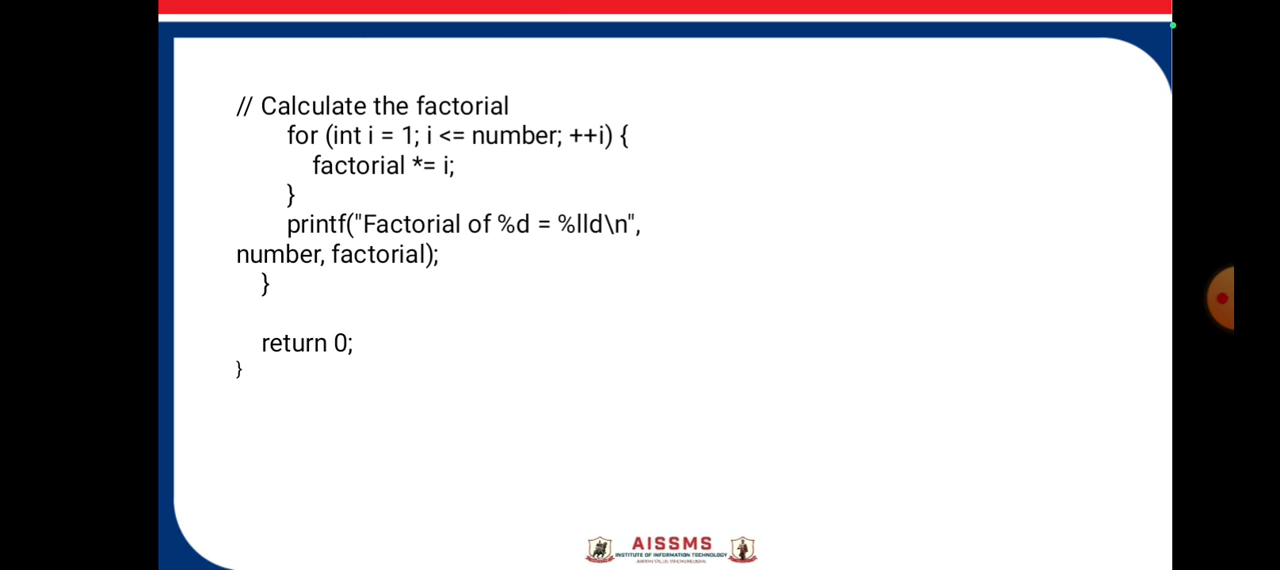 // Calculate the factorial
for (int i = 1; i <= number; ++i) {
factorial *= i;
}
printf("Factorial of %d = %lld\n",
number, factorial);
}
return 0;
}
AISSMS
INSTITUTE OF INFORMATION TECHNOLOGY